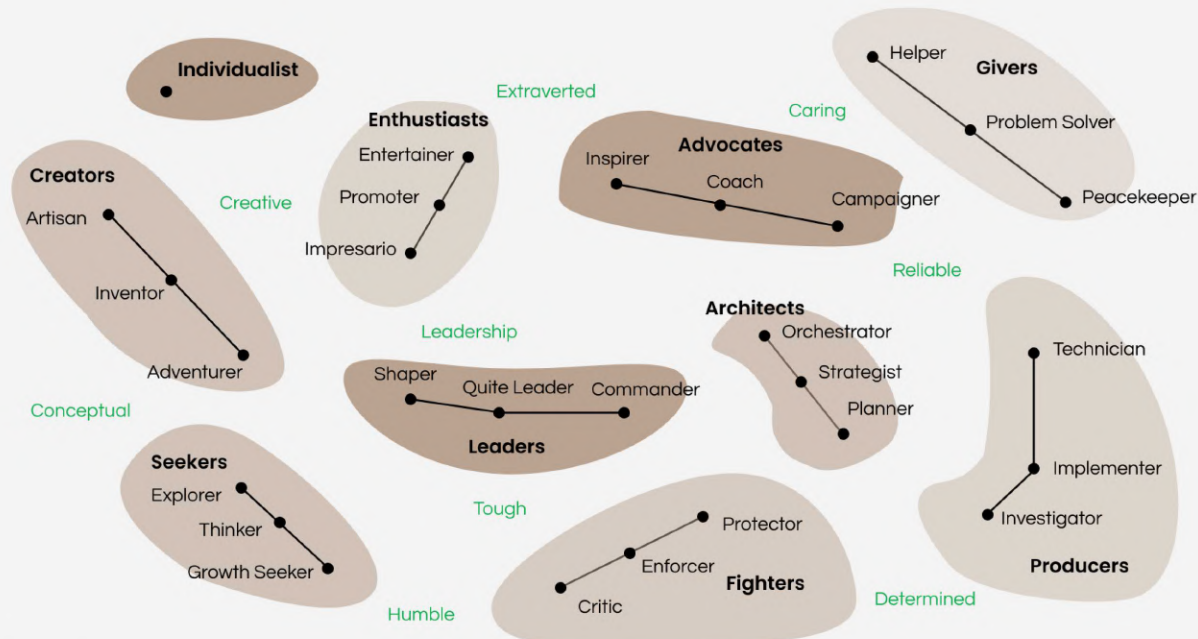 Individualist
Extraverted
Helper
Givers
Caring
Enthustiasts
Entertainer
Promoter
Impresario
Advocates
Inspirer
Coach
Campaigner
Problem Solver
Peacekeeper
Creators
Artisan
Inventor
Adventurer
Creative
Reliable
Leadership
Architects
Orchestrator
Strategist
Planner
Technician
Implementer
Investigator
Producers
Shaper
Quite Leader
Commander
Leaders
Conceptual
Seekers
Explorer
Thinker
Growth Seeker
Tough
Protector
Enforcer
Critic
Fighters
Humble
Determined